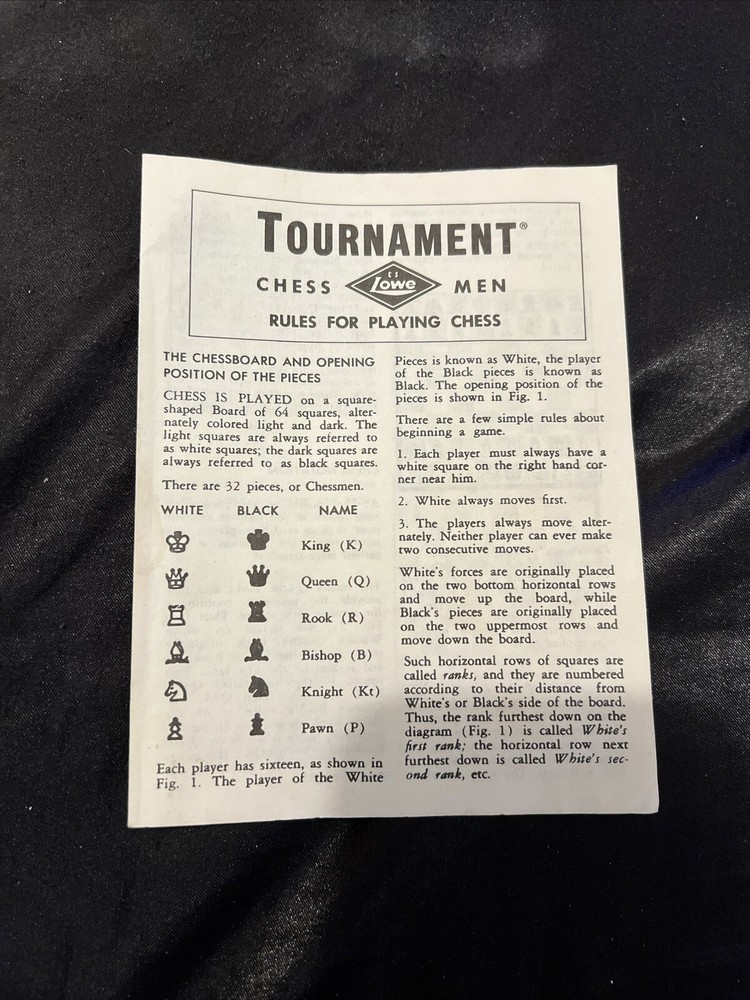 TOURNAMENT®
CHESS ES Lowe MEN
RULES FOR PLAYING CHESS
THE CHESSBOARD AND OPENING
POSITION OF THE PIECES
CHESS IS PLAYED on a square-
shaped Board of 64 squares, alter-
nately colored light and dark. The
light squares are always referred to
as white squares; the dark squares are
always referred to as black squares.
There are 32 pieces, or Chessmen.
WHITE BLACK NAME
King (K)
Queen (Q)
Rook (R)
Bishop (B)
Knight (Kt)
Pawn (P)
Each player has sixteen, as shown in
Fig. 1. The player of the White
Pieces is known as White, the player
of the Black pieces is known as
Black. The opening position of the
pieces is shown in Fig. 1.
There are a few simple rules about
beginning a game.
1. Each player must always have a
white square on the right hand cor-
ner near him.
2. White always moves first.
3. The players always move alter-
nately. Neither player can ever make
two consecutive moves.
White's forces are originally placed
on the two bottom horizontal rows
and move up the board, while
Black's pieces are originally placed
on the two uppermost rows and
move down the board.
Such horizontal rows of squares are
called ranks, and they are numbered
according to their distance from
White's or Black's side of the board.
Thus, the rank furthest down on the
diagram (Fig. 1) is called White's
first rank; the horizontal row next
furthest down is called White's sec-
ond rank, etc.